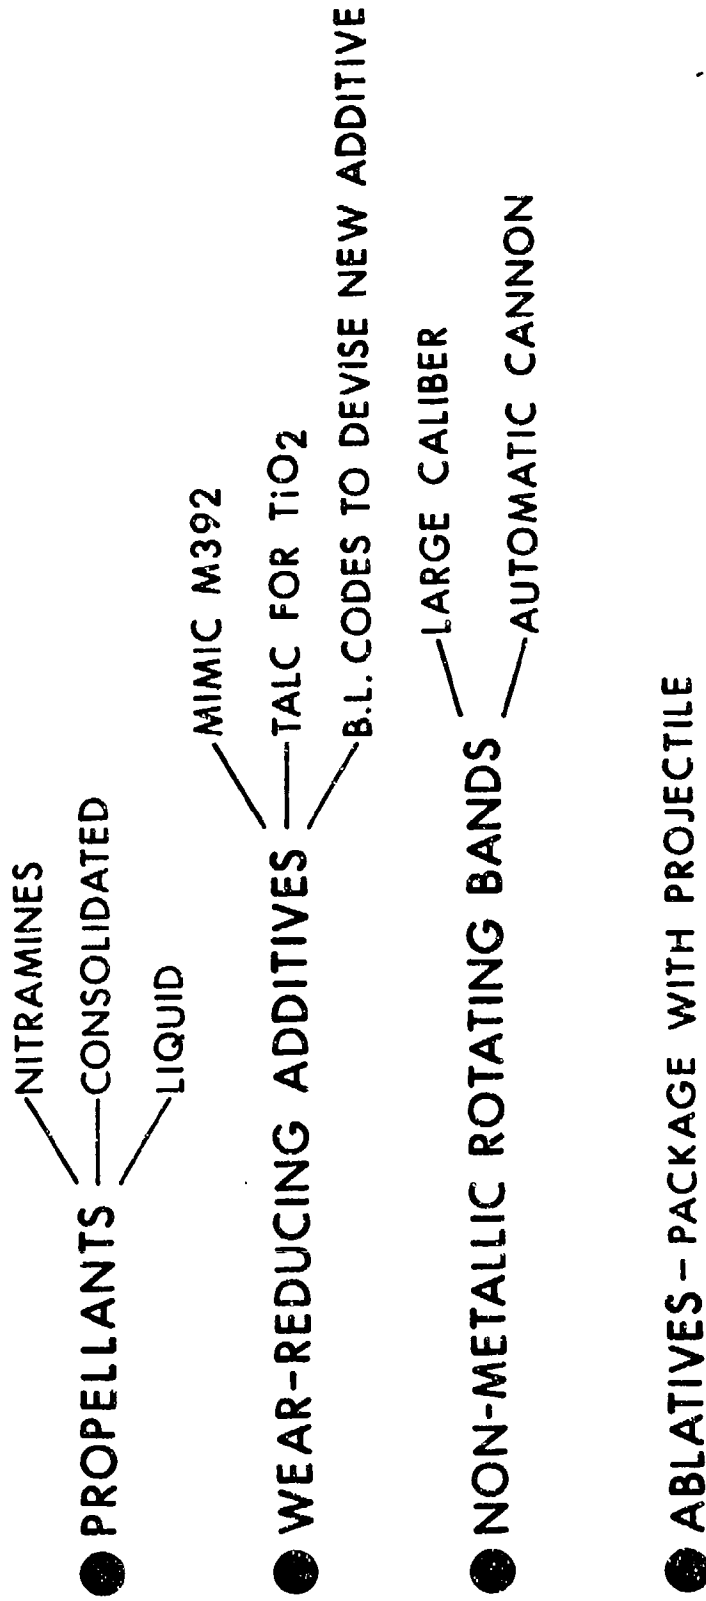 ● PROPELLANTS
NITRAMINES
CONSOLIDATED
LIQUID
● WEAR-REDUCING ADDITIVES
MIMIC M392
TALC FOR TiO2
B.L. CODES TO DEVISE NEW ADDITIVE
● NON-METALLIC ROTATING BANDS
LARGE CALIBER
AUTOMATIC CANNON
● ABLATIVES – PACKAGE WITH PROJECTILE